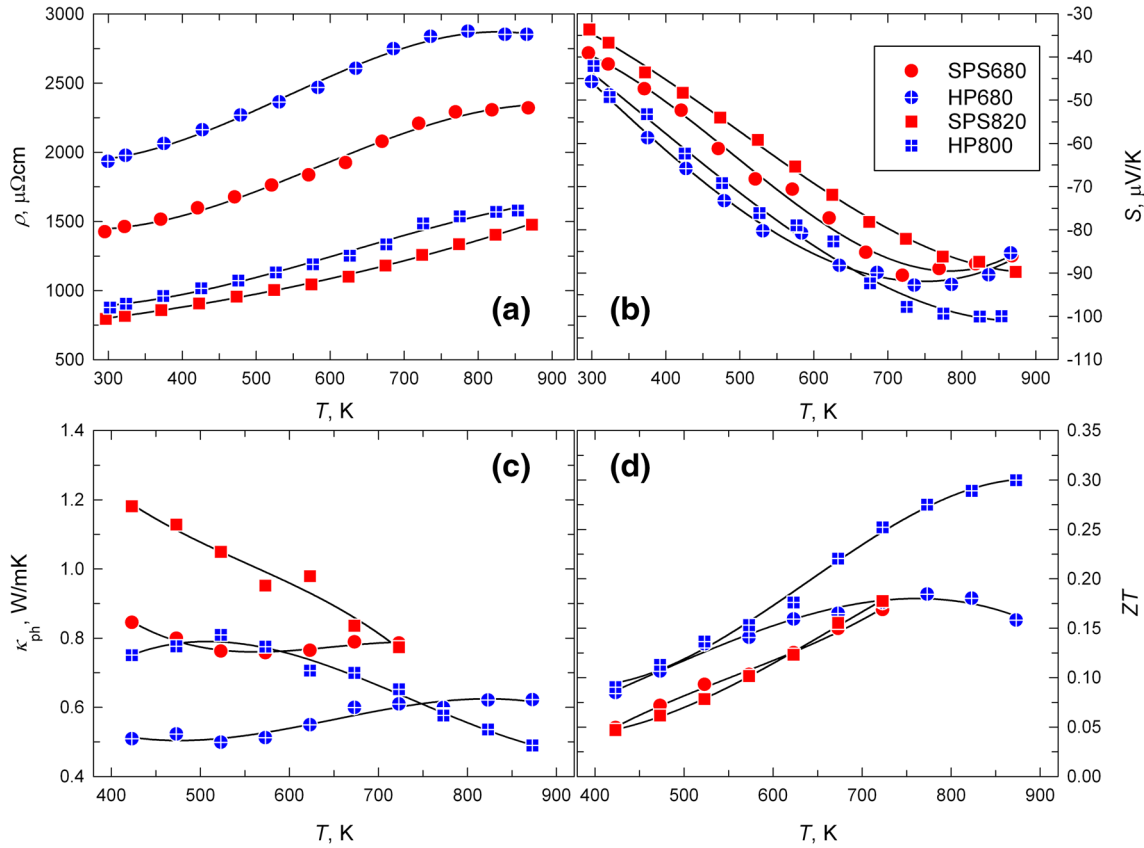 3000
2500
2000
1500
1000
500
ρ, μΩcm
300 400 500 600 700 800 900
T, K
(a)
-30
-40
-50
-60
-70
-80
-90
-100
-110
S, μV/K
300 400 500 600 700 800 900
T, K
(b)
SPS680
HP680
SPS820
HP800
1.4
1.2
1.0
0.8
0.6
0.4
κph, W/mK
400 500 600 700 800 900
T, K
(c)
(d)
0.35
0.30
0.25
0.20
0.15
0.10
0.05
0.00
ZT
400 500 600 700 800 900
T, K